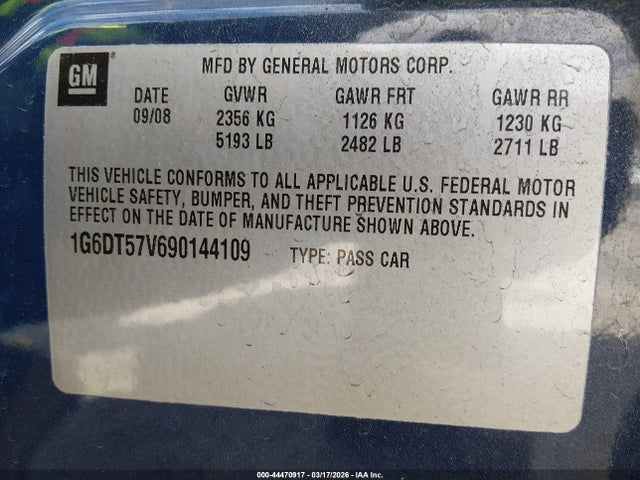 GM®
MFD BY GENERAL MOTORS CORP.
DATE GVWR GAWR FRT GAWR RR
09/08 2356 KG 1126 KG 1230 KG
5193 LB 2482 LB 2711 LB
THIS VEHICLE CONFORMS TO ALL APPLICABLE U.S. FEDERAL MOTOR
VEHICLE SAFETY, BUMPER, AND THEFT PREVENTION STANDARDS IN
EFFECT ON THE DATE OF MANUFACTURE SHOWN ABOVE.
1G6DT57V690144109 TYPE: PASS CAR
000-44470917 - 03/17/2026 - IAA Inc.